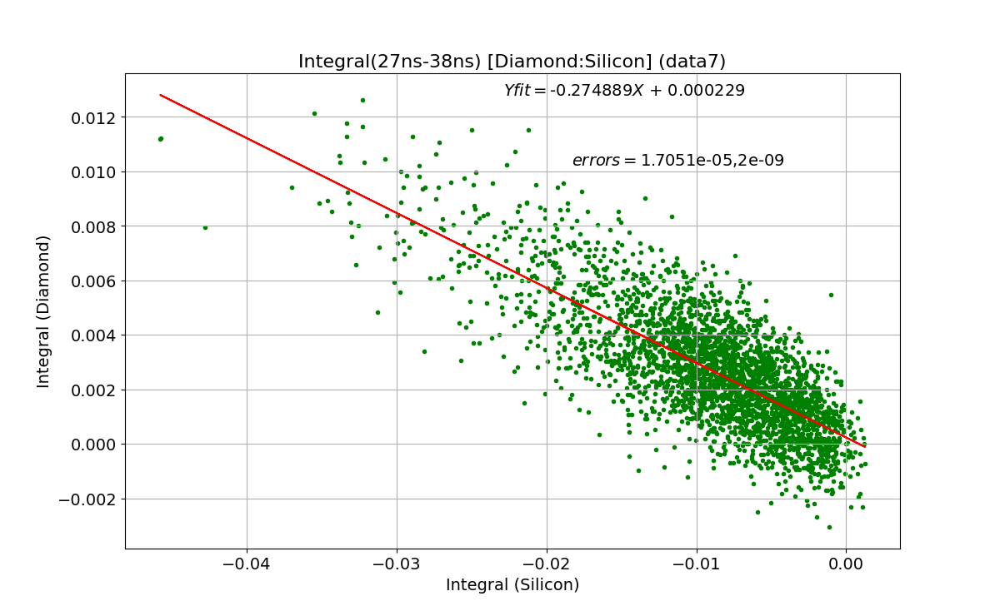 Integral(27ns-38ns) [Diamond:Silicon] (data7)
Yfit = -0.274889X + 0.000229
errors = 1.7051e-05,2e-09
0.012
0.010
0.008
0.006
0.004
0.002
0.000
−0.002
Integral (Diamond)
−0.04
−0.03
−0.02
−0.01
0.00
Integral (Silicon)